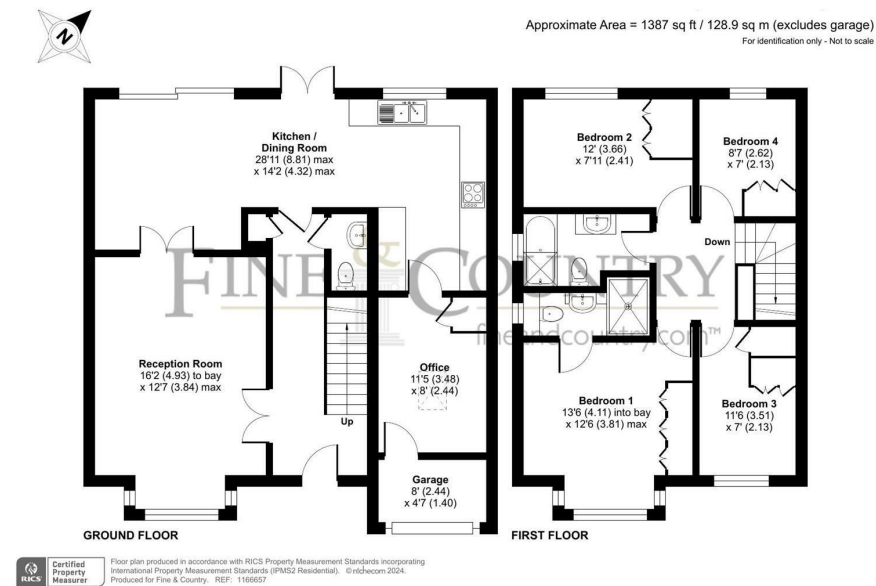 Approximate Area = 1387 sq ft / 128.9 sq m (excludes garage)
For identification only - Not to scale
N
Kitchen /
Dining Room
28'11 (8.81) max
x 14'2 (4.32) max
Bedroom 2
12' (3.66)
x 7'11 (2.41)
Bedroom 4
8'7 (2.62)
x 7' (2.13)
Down
FINE & COUNTRY
fineandcountry.com™
Reception Room
16'2 (4.93) to bay
x 12'7 (3.84) max
Office
11'5 (3.48)
x 8' (2.44)
Up
Bedroom 1
13'6 (4.11) into bay
x 12'6 (3.81) max
Bedroom 3
11'6 (3.51)
x 7' (2.13)
Garage
8' (2.44)
x 4'7 (1.40)
GROUND FLOOR
FIRST FLOOR
RICS
Certified
Property
Measurer
Floor plan produced in accordance with RICS Property Measurement Standards incorporating
International Property Measurement Standards (IPMS2 Residential). © nichecom 2024.
Produced for Fine & Country. REF: 1166657